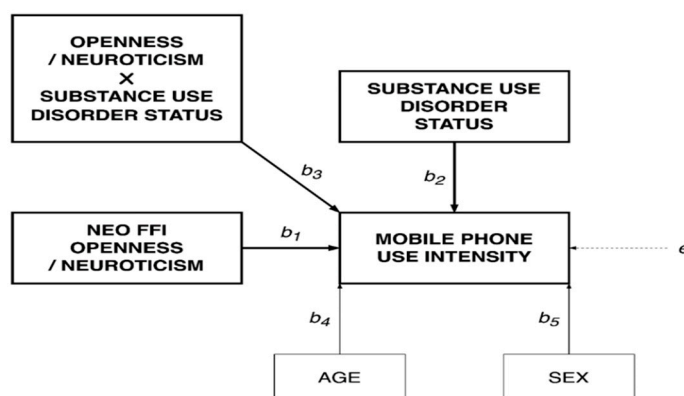 OPENNESS
/ NEUROTICISM
×
SUBSTANCE USE
DISORDER STATUS
SUBSTANCE USE
DISORDER
STATUS
b3
b2
NEO FFI
OPENNESS
/ NEUROTICISM
b1
MOBILE PHONE
USE INTENSITY
e
b4
b5
AGE
SEX